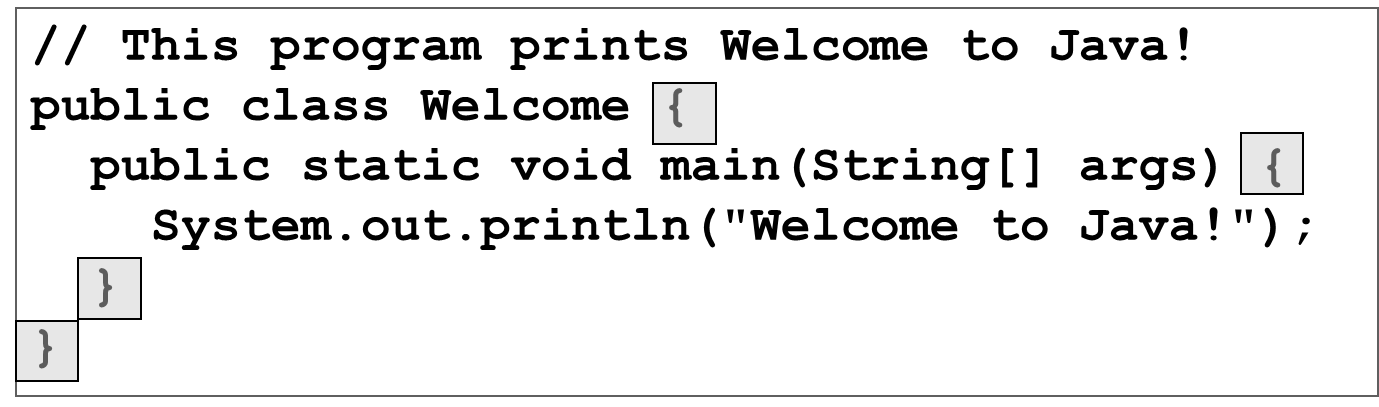 // This program prints Welcome to Java!
public class Welcome {
  public static void main(String[] args) {
    System.out.println("Welcome to Java!");
  }
}